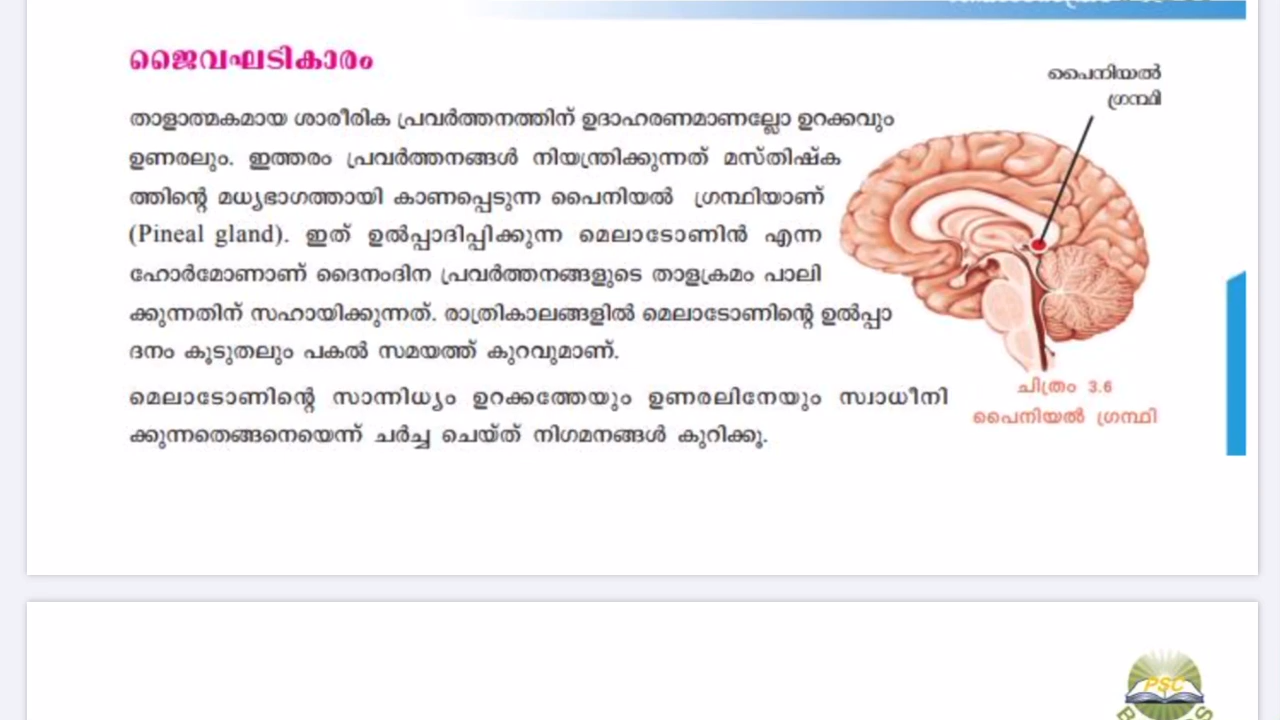 ജൈവഘടികാരം
പൈനിയൽ
ഗ്രന്ഥി
താളാത്മകമായ ശാരീരിക പ്രവർത്തനത്തിന് ഉദാഹരണമാണല്ലോ ഉറക്കവും
ഉണരലും. ഇത്തരം പ്രവർത്തനങ്ങൾ നിയന്ത്രിക്കുന്നത് മസ്തിഷ്ക
ത്തിന്റെ മധ്യഭാഗത്തായി കാണപ്പെടുന്ന പൈനിയൽ ഗ്രന്ഥിയാണ്
(Pineal gland). ഇത് ഉൽപ്പാദിപ്പിക്കുന്ന മെലാടോണിൻ എന്ന
ഹോർമോണാണ് ദൈനംദിന പ്രവർത്തനങ്ങളുടെ താളക്രമം പാലി
ക്കുന്നതിന് സഹായിക്കുന്നത്. രാത്രികാലങ്ങളിൽ മെലാടോണിന്റെ ഉൽപ്പാ
ദനം കൂടുതലും പകൽ സമയത്ത് കുറവുമാണ്.
മെലാടോണിന്റെ സാന്നിധ്യം ഉറക്കത്തേയും ഉണരലിനേയും സ്വാധീനി
ക്കുന്നതെങ്ങനെയെന്ന് ചർച്ച ചെയ്ത് നിഗമനങ്ങൾ കുറിക്കൂ.
ചിത്രം 3.6
പൈനിയൽ ഗ്രന്ഥി
PSC